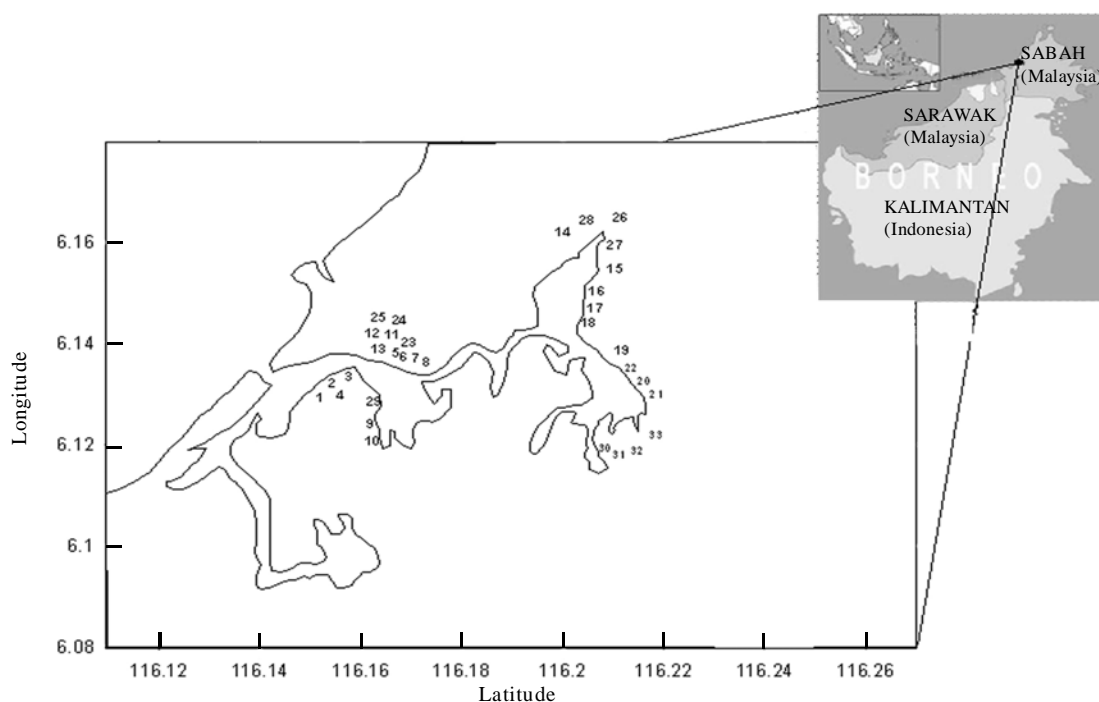 SABAH
(Malaysia)
SARAWAK
(Malaysia)
BORNEO
KALIMANTAN
(Indonesia)
Longitude
6.16
6.14
6.12
6.1
6.08
28 26
14
27
15
16
17
18
25 24
12 11
23
13 5 6 7 8
19
22
20
21
3
2
1 4
29
9
10
33
30 31 32
116.12 116.14 116.16 116.18 116.2 116.22 116.24 116.26
Latitude